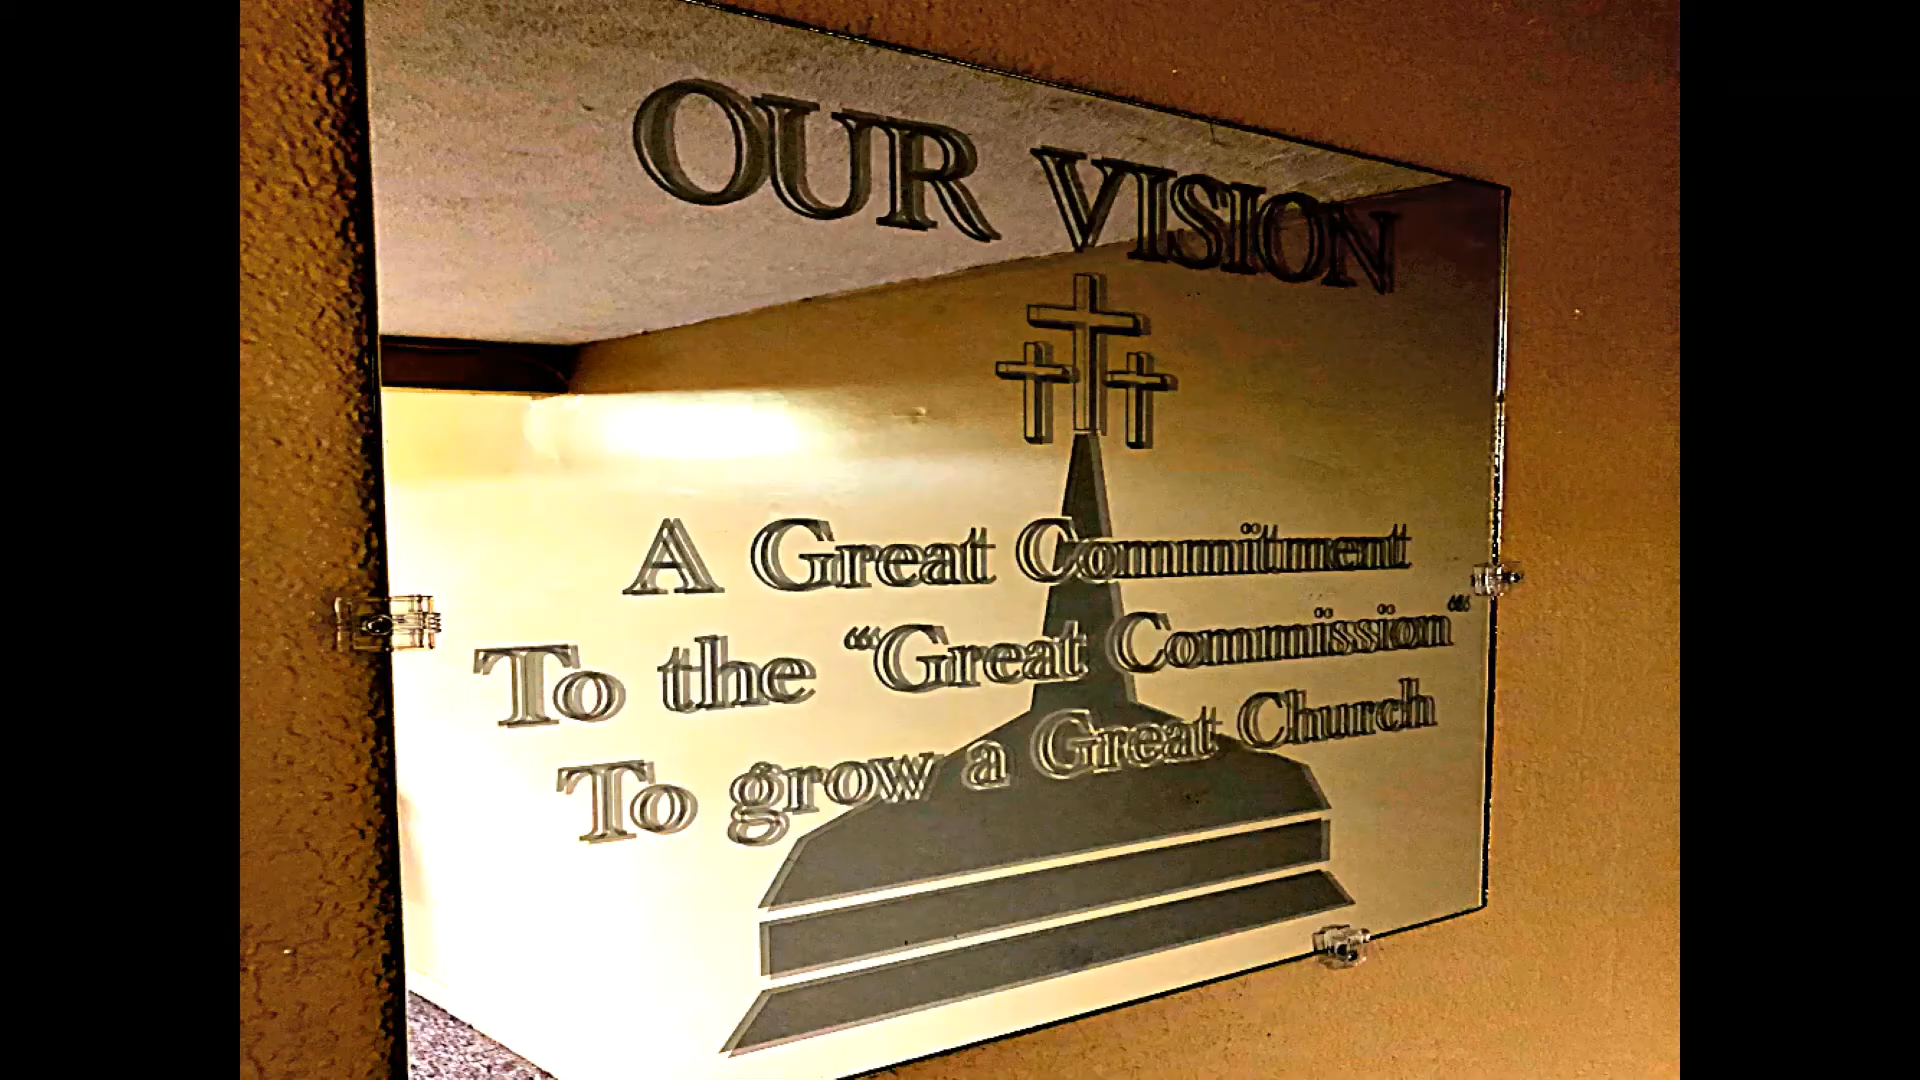 OUR VISION
A Great Commitment
To the "Great Commission"
To grow a Great Church